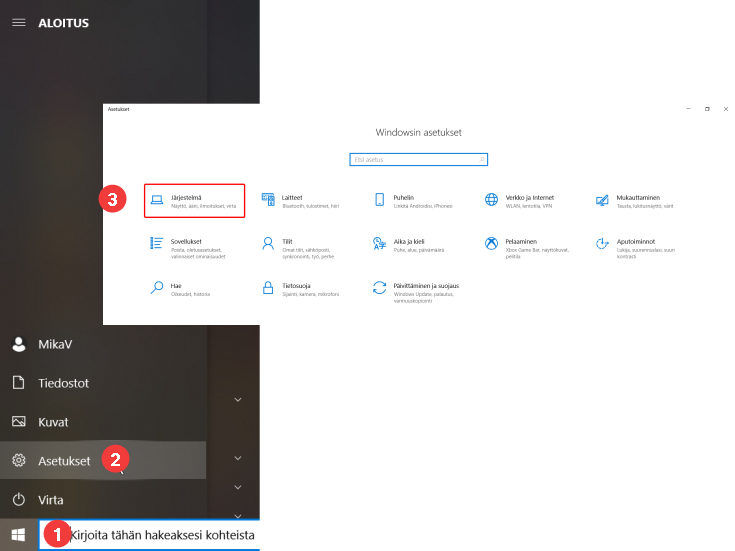 ALOITUS
Asetukset
Windowsin asetukset
Etsi asetus
3
Järjestelmä
Näyttö, ääni, ilmoitukset, virta
Laitteet
Bluetooth, tulostimet, hiiri
Puhelin
Linkitä Androidisi, iPhonesi
Verkko ja Internet
WLAN, lentotila, VPN
Mukauttaminen
Tausta, lukitusnäyttö, värit
Sovellukset
Poista, oletusasetukset,
valinnaiset ominaisuudet
Tilit
Omat tilit, sähköposti,
synkronointi, työ, perhe
Aika ja kieli
Puhe, alue, päivämäärä
Pelaaminen
Xbox Game Bar, näyttökuvat,
pelitila
Aputoiminnot
Lukija, suurennuslasi, suuri
kontrasti
Hae
Oikeudet, historia
Tietosuoja
Sijainti, kamera, mikrofoni
Päivittäminen ja suojaus
Windows Update, palautus,
varmuuskopiointi
MikaV
Tiedostot
Kuvat
Asetukset 2
Virta
1 Kirjoita tähän hakeaksesi kohteista